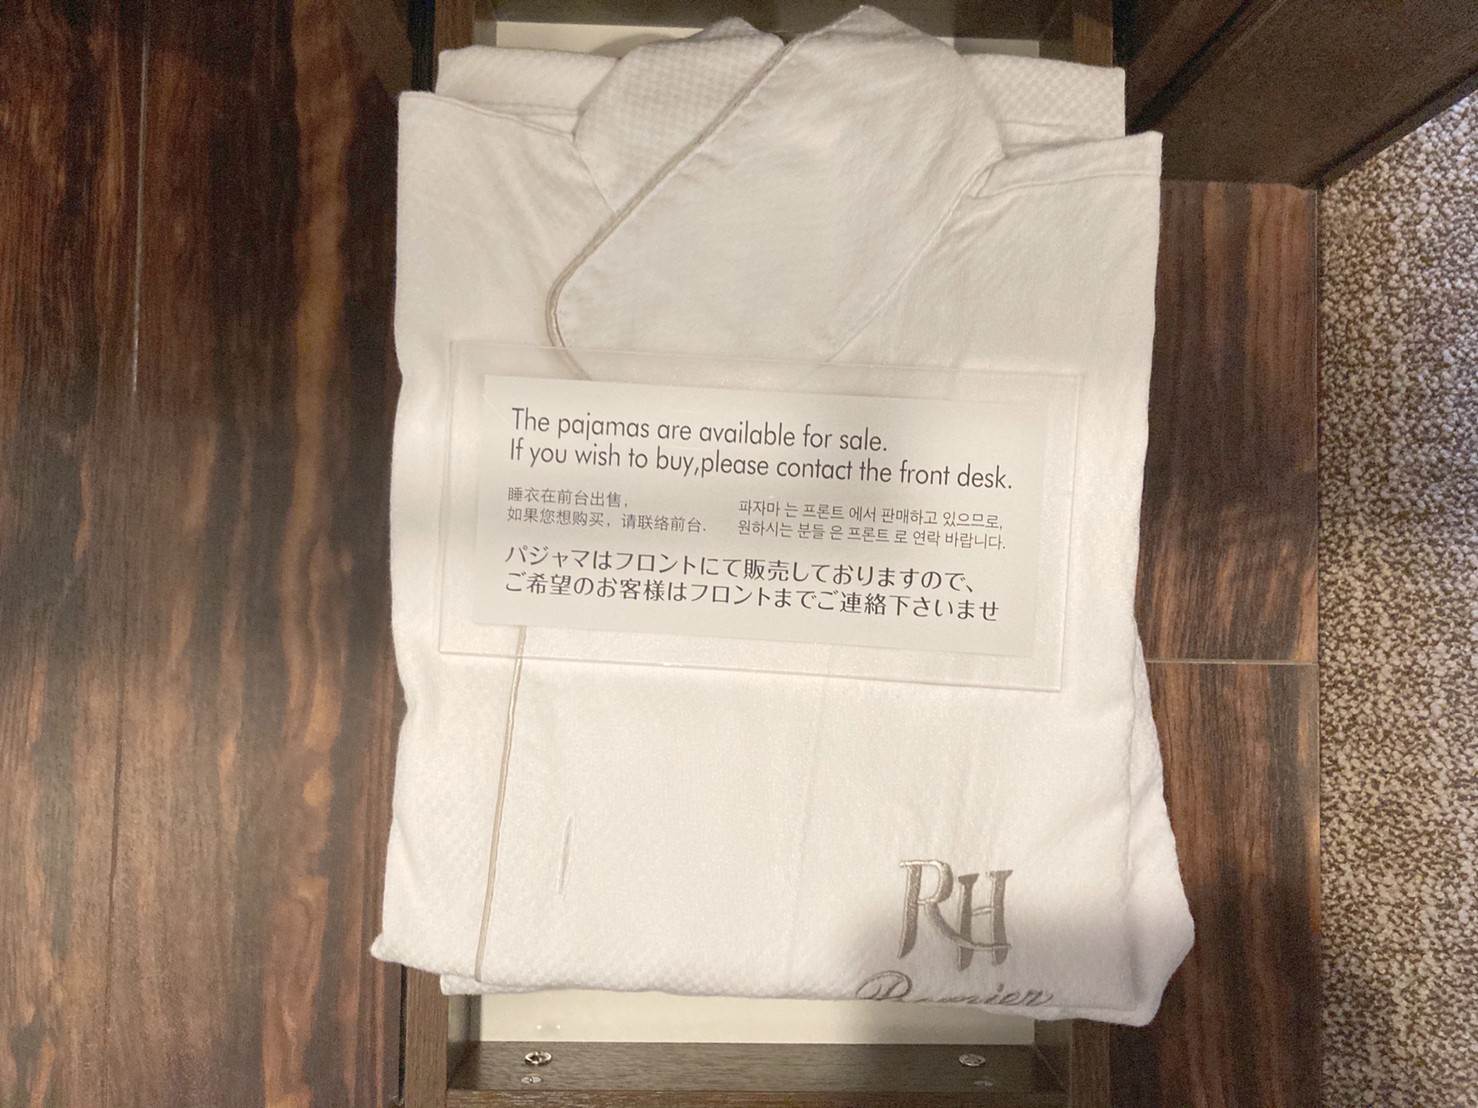 The pajamas are available for sale.
If you wish to buy,please contact the front desk.
睡衣在前台出售，
如果您想购买，请联络前台.
파자마 는 프론트 에서 판매하고 있으므로,
원하시는 분들 은 프론트 로 연락 바랍니다.
パジャマはフロントにて販売しておりますので、
ご希望のお客様はフロントまでご連絡下さいませ
RH
Premier